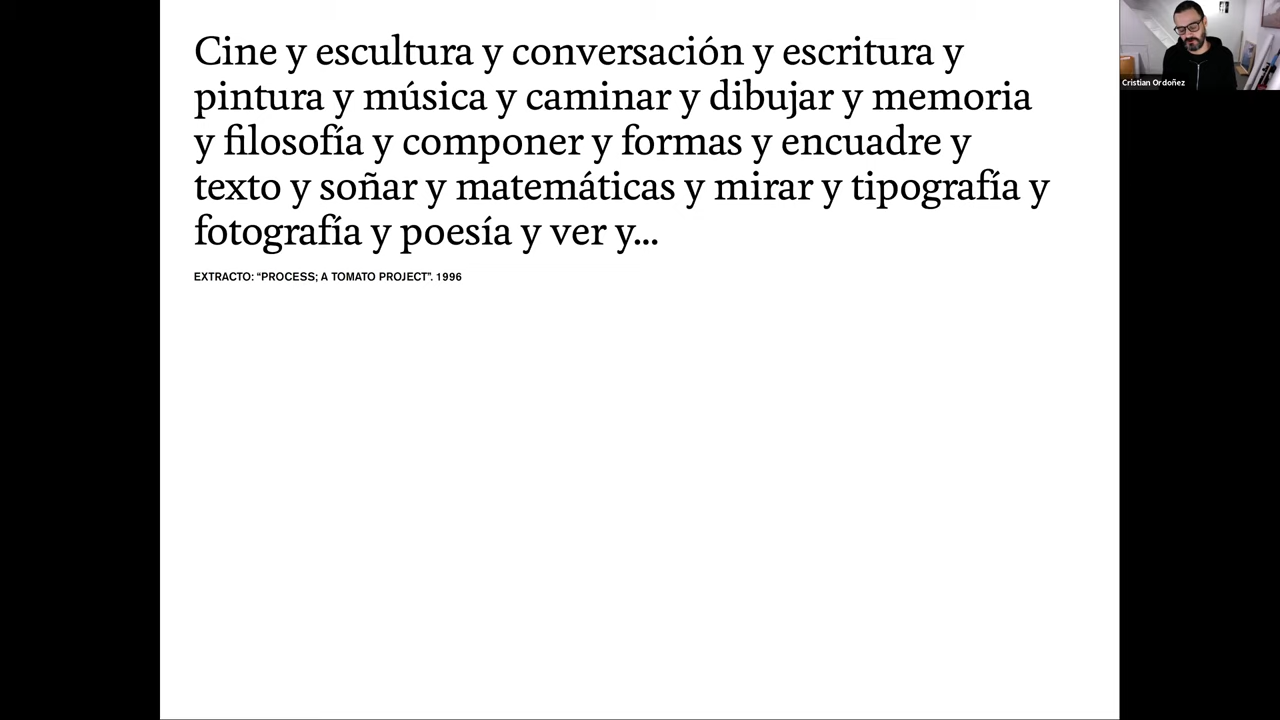 Cine y escultura y conversación y escritura y
pintura y música y caminar y dibujar y memoria
y filosofía y componer y formas y encuadre y
texto y soñar y matemáticas y mirar y tipografía y
fotografía y poesía y ver y...
EXTRACTO: “PROCESS; A TOMATO PROJECT”. 1996
Cristian Ordoñez